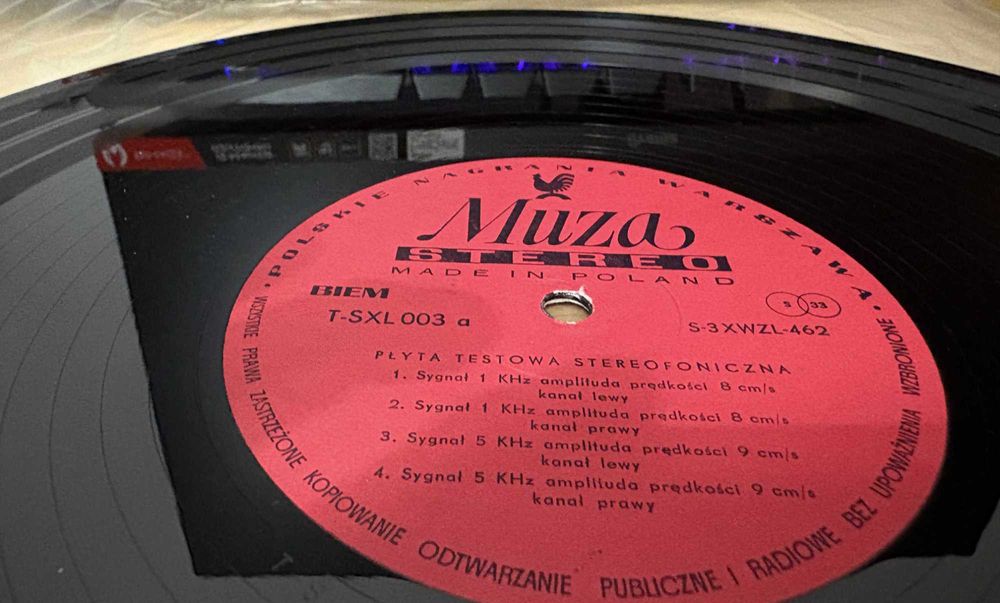 POLSKIE NAGRANIA WARSZAWA
Muza
STEREO
MADE IN POLAND
BIEM
T-SXL 003 a
S 33
S-3XWZL-462
PŁYTA TESTOWA STEREOFONICZNA
1. Sygnał 1 KHz amplituda prędkości 8 cm/s
kanał lewy
2. Sygnał 1 KHz amplituda prędkości 8 cm/s
kanał prawy
3. Sygnał 5 KHz amplituda prędkości 9 cm/s
kanał lewy
4. Sygnał 5 KHz amplituda prędkości 9 cm/s
kanał prawy
WSZYSTKIE PRAWA ZASTRZEŻONE KOPIOWANIE ODTWARZANIE PUBLICZNE I RADIOWE BEZ UPOWAŻNIENIA WZBRONIONE